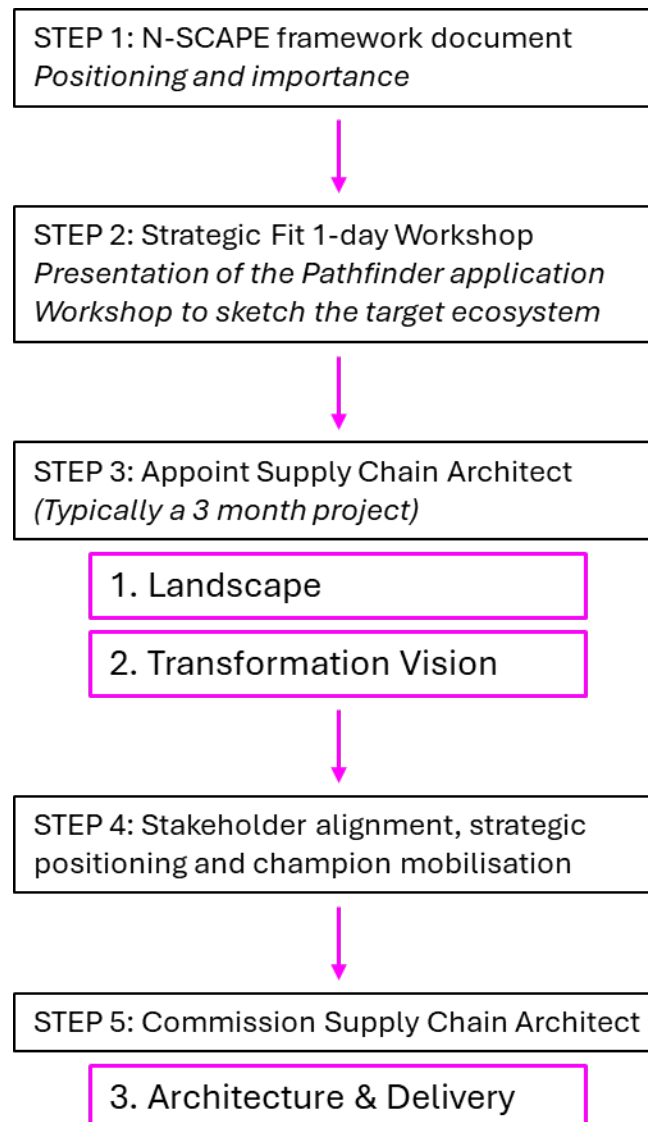 STEP 1: N-SCAPE framework document
Positioning and importance
STEP 2: Strategic Fit 1-day Workshop
Presentation of the Pathfinder application
Workshop to sketch the target ecosystem
STEP 3: Appoint Supply Chain Architect
(Typically a 3 month project)
1. Landscape
2. Transformation Vision
STEP 4: Stakeholder alignment, strategic
positioning and champion mobilisation
STEP 5: Commission Supply Chain Architect
3. Architecture & Delivery